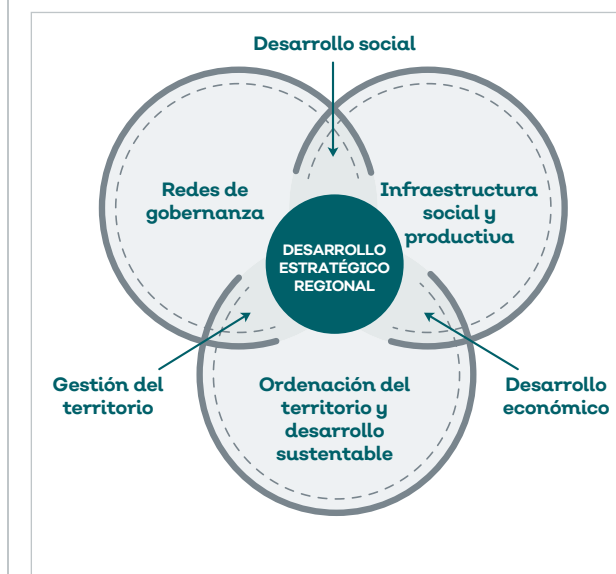 Desarrollo social
Redes de
gobernanza
Infraestructura
social y
productiva
DESARROLLO
ESTRATÉGICO
REGIONAL
Gestión del
territorio
Ordenación del
territorio y
desarrollo
sustentable
Desarrollo
económico